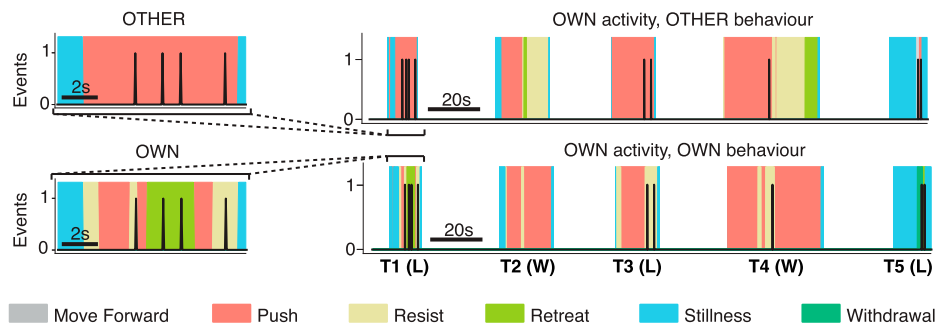 OTHER
Events
1
0
2s
OWN activity, OTHER behaviour
1
0
20s
OWN
Events
1
0
2s
OWN activity, OWN behaviour
1
0
20s
T1 (L) T2 (W) T3 (L) T4 (W) T5 (L)
Move Forward Push Resist Retreat Stillness Withdrawal